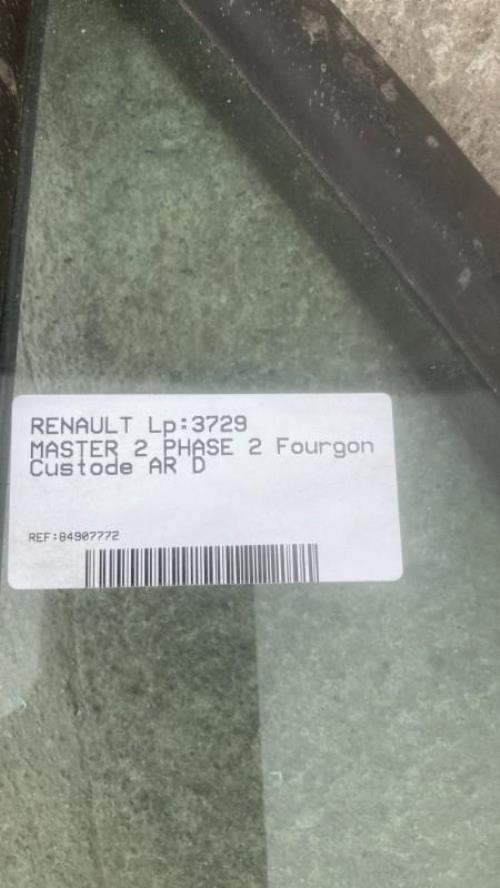 RENAULT Lp:3729
MASTER 2 PHASE 2 Fourgon
Custode AR D
REF:84907772